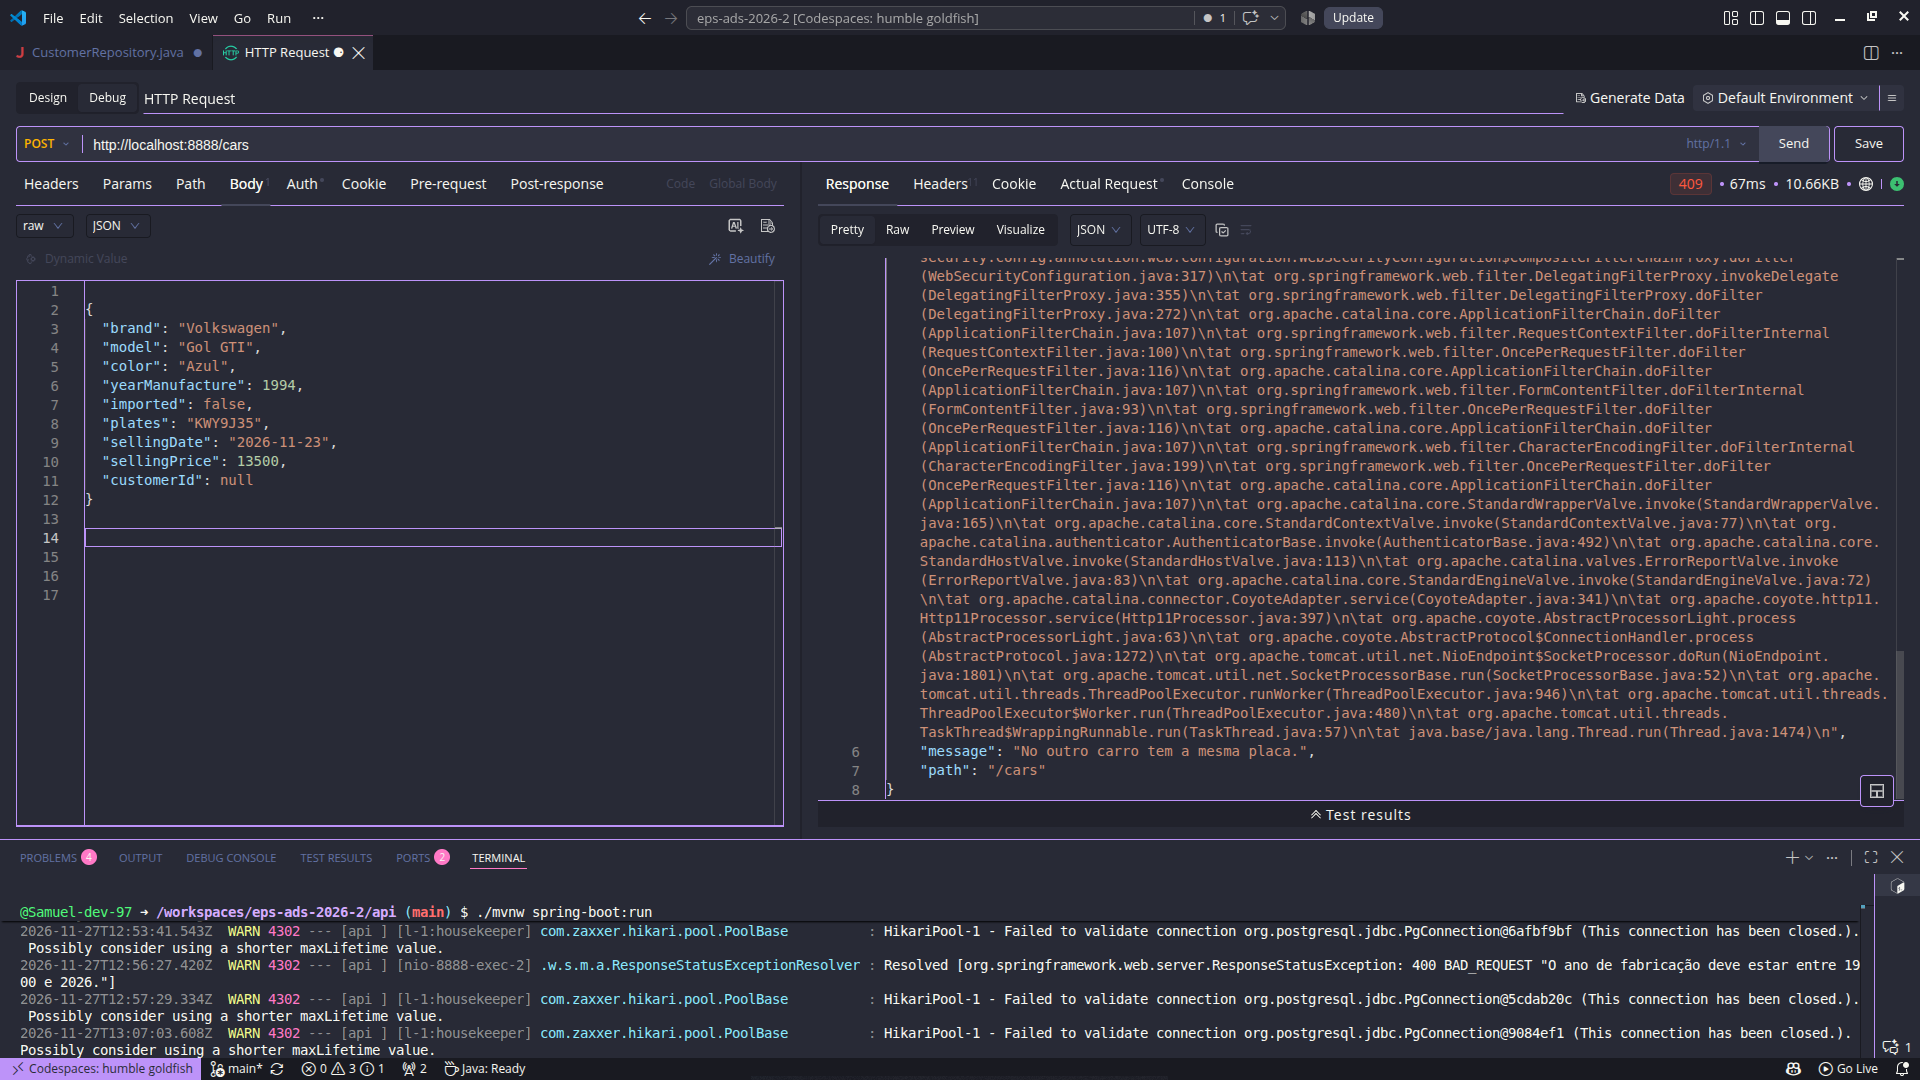 File Edit Selection View Go Run ···
eps-ads-2026-2 [Codespaces: humble goldfish]
1
Update
CustomerRepository.java
HTTP Request
Design Debug HTTP Request
Generate Data
Default Environment
POST http://localhost:8888/cars
http/1.1
Send
Save
Headers Params Path Body 1 Auth Cookie Pre-request Post-response Code Global Body
raw JSON
Dynamic Value
Beautify
1
2 {
3 "brand": "Volkswagen",
4 "model": "Gol GTI",
5 "color": "Azul",
6 "yearManufacture": 1994,
7 "imported": false,
8 "plates": "KWY9J35",
9 "sellingDate": "2026-11-23",
10 "sellingPrice": 13500,
11 "customerId": null
12 }
13
14
15
16
17
Response Headers 11 Cookie Actual Request Console
409 • 67ms • 10.66KB
Pretty Raw Preview Visualize JSON UTF-8
security.config.annotation.web.configuration.WebSecurityConfiguration$CompositeFilterChainProxy.doFilter
(WebSecurityConfiguration.java:317)\n\tat org.springframework.web.filter.DelegatingFilterProxy.invokeDelegate
(DelegatingFilterProxy.java:355)\n\tat org.springframework.web.filter.DelegatingFilterProxy.doFilter
(DelegatingFilterProxy.java:272)\n\tat org.apache.catalina.core.ApplicationFilterChain.doFilter
(ApplicationFilterChain.java:107)\n\tat org.springframework.web.filter.RequestContextFilter.doFilterInternal
(RequestContextFilter.java:100)\n\tat org.springframework.web.filter.OncePerRequestFilter.doFilter
(OncePerRequestFilter.java:116)\n\tat org.apache.catalina.core.ApplicationFilterChain.doFilter
(ApplicationFilterChain.java:107)\n\tat org.springframework.web.filter.FormContentFilter.doFilterInternal
(FormContentFilter.java:93)\n\tat org.springframework.web.filter.OncePerRequestFilter.doFilter
(OncePerRequestFilter.java:116)\n\tat org.apache.catalina.core.ApplicationFilterChain.doFilter
(ApplicationFilterChain.java:107)\n\tat org.springframework.web.filter.CharacterEncodingFilter.doFilterInternal
(CharacterEncodingFilter.java:199)\n\tat org.springframework.web.filter.OncePerRequestFilter.doFilter
(OncePerRequestFilter.java:116)\n\tat org.apache.catalina.core.ApplicationFilterChain.doFilter
(ApplicationFilterChain.java:107)\n\tat org.apache.catalina.core.StandardWrapperValve.invoke(StandardWrapperValve.
java:165)\n\tat org.apache.catalina.core.StandardContextValve.invoke(StandardContextValve.java:77)\n\tat org.
apache.catalina.authenticator.AuthenticatorBase.invoke(AuthenticatorBase.java:492)\n\tat org.apache.catalina.core.
StandardHostValve.invoke(StandardHostValve.java:113)\n\tat org.apache.catalina.valves.ErrorReportValve.invoke
(ErrorReportValve.java:83)\n\tat org.apache.catalina.core.StandardEngineValve.invoke(StandardEngineValve.java:72)
\n\tat org.apache.catalina.connector.CoyoteAdapter.service(CoyoteAdapter.java:341)\n\tat org.apache.coyote.http11.
Http11Processor.service(Http11Processor.java:397)\n\tat org.apache.coyote.AbstractProcessorLight.process
(AbstractProcessorLight.java:63)\n\tat org.apache.coyote.AbstractProtocol$ConnectionHandler.process
(AbstractProtocol.java:1272)\n\tat org.apache.tomcat.util.net.NioEndpoint$SocketProcessor.doRun(NioEndpoint.
java:1801)\n\tat org.apache.tomcat.util.net.SocketProcessorBase.run(SocketProcessorBase.java:52)\n\tat org.apache.
tomcat.util.threads.ThreadPoolExecutor.runWorker(ThreadPoolExecutor.java:946)\n\tat org.apache.tomcat.util.threads.
ThreadPoolExecutor$Worker.run(ThreadPoolExecutor.java:480)\n\tat org.apache.tomcat.util.threads.
TaskThread$WrappingRunnable.run(TaskThread.java:57)\n\tat java.base/java.lang.Thread.run(Thread.java:1474)\n",
6 "message": "No outro carro tem a mesma placa.",
7 "path": "/cars"
8 }
Test results
PROBLEMS 4 OUTPUT DEBUG CONSOLE TEST RESULTS PORTS 2 TERMINAL
@Samuel-dev-97 ➜ /workspaces/eps-ads-2026-2/api (main) $ ./mvnw spring-boot:run
2026-11-27T12:53:41.543Z WARN 4302 --- [api ] [l-1:housekeeper] com.zaxxer.hikari.pool.PoolBase : HikariPool-1 - Failed to validate connection org.postgresql.jdbc.PgConnection@6afbf9bf (This connection has been closed.).
Possibly consider using a shorter maxLifetime value.
2026-11-27T12:56:27.420Z WARN 4302 --- [api ] [nio-8888-exec-2] .w.s.m.a.ResponseStatusExceptionResolver : Resolved [org.springframework.web.server.ResponseStatusException: 400 BAD_REQUEST "O ano de fabricação deve estar entre 19
00 e 2026."]
2026-11-27T12:57:29.334Z WARN 4302 --- [api ] [l-1:housekeeper] com.zaxxer.hikari.pool.PoolBase : HikariPool-1 - Failed to validate connection org.postgresql.jdbc.PgConnection@5cdab20c (This connection has been closed.).
Possibly consider using a shorter maxLifetime value.
2026-11-27T13:07:03.608Z WARN 4302 --- [api ] [l-1:housekeeper] com.zaxxer.hikari.pool.PoolBase : HikariPool-1 - Failed to validate connection org.postgresql.jdbc.PgConnection@9084ef1 (This connection has been closed.).
Possibly consider using a shorter maxLifetime value.
1
Codespaces: humble goldfish main* 0 3 1 2 Java: Ready Go Live